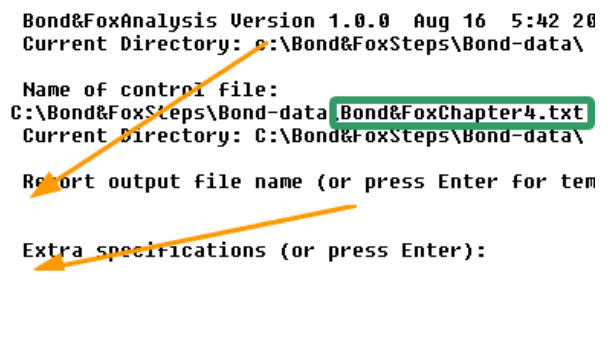 Bond&FoxAnalysis Version 1.0.0 Aug 16 5:42 20
Current Directory: c:\Bond&FoxSteps\Bond-data\
Name of control file:
C:\Bond&FoxSteps\Bond-data\Bond&FoxChapter4.txt
Current Directory: C:\Bond&FoxSteps\Bond-data\
Report output file name (or press Enter for tem
Extra specifications (or press Enter):